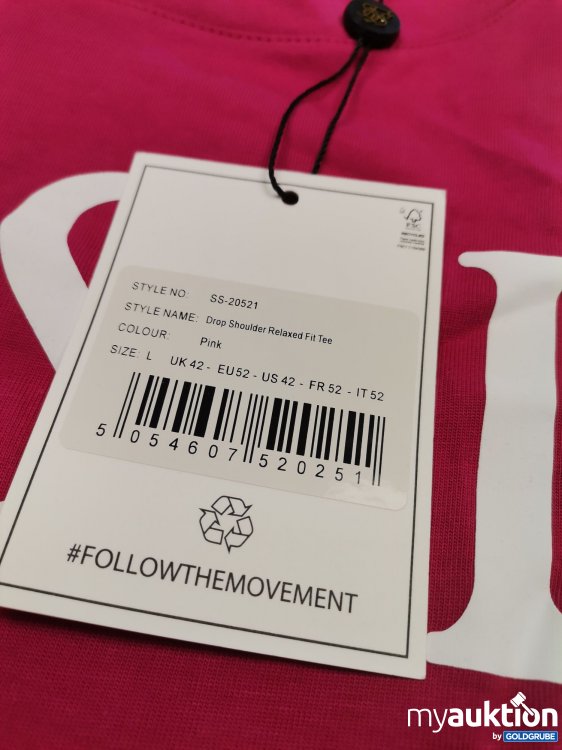 FSC
STYLE NO: SS-20521
STYLE NAME: Drop Shoulder Relaxed Fit Tee
COLOUR: Pink
SIZE: L UK 42 - EU 52 - US 42 - FR 52 - IT 52
5 054607 520251
#FOLLOWTHEMOVEMENT
myauktion
by GOLDGRUBE